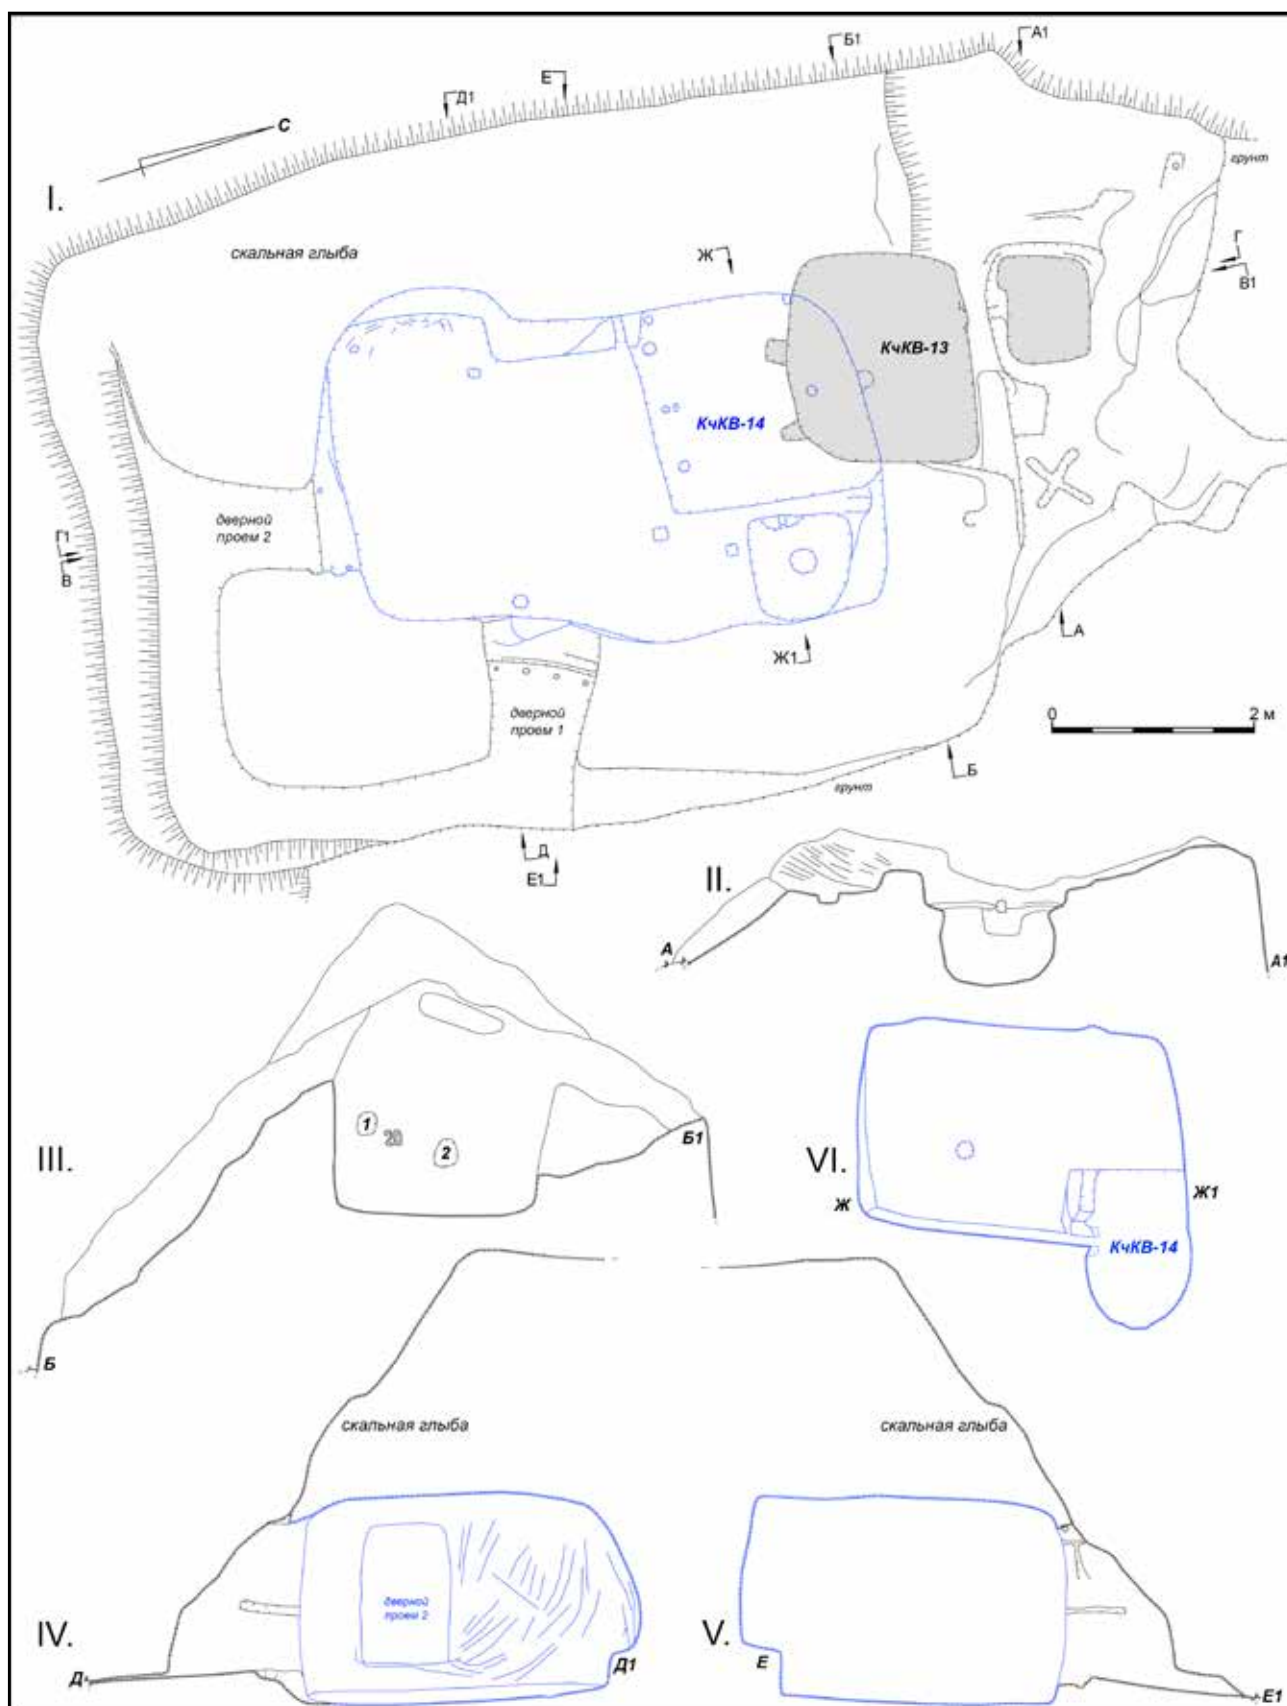 А1
Б1
Е
Д1
С
грунт
I.
скальная глыба
Ж
Г
В1
КчКВ-13
КчКВ-14
дверной
проем 2
Г1
В
А
Ж1
0 2 м
дверной
проем 1
Б
грунт
Д
Е1
II.
А
А1
1
20
2
III.
Б1
VI.
Ж
Ж1
КчКВ-14
Б
скальная глыба
скальная глыба
дверной
проем 2
IV.
Д
Д1
V.
Е
Е1